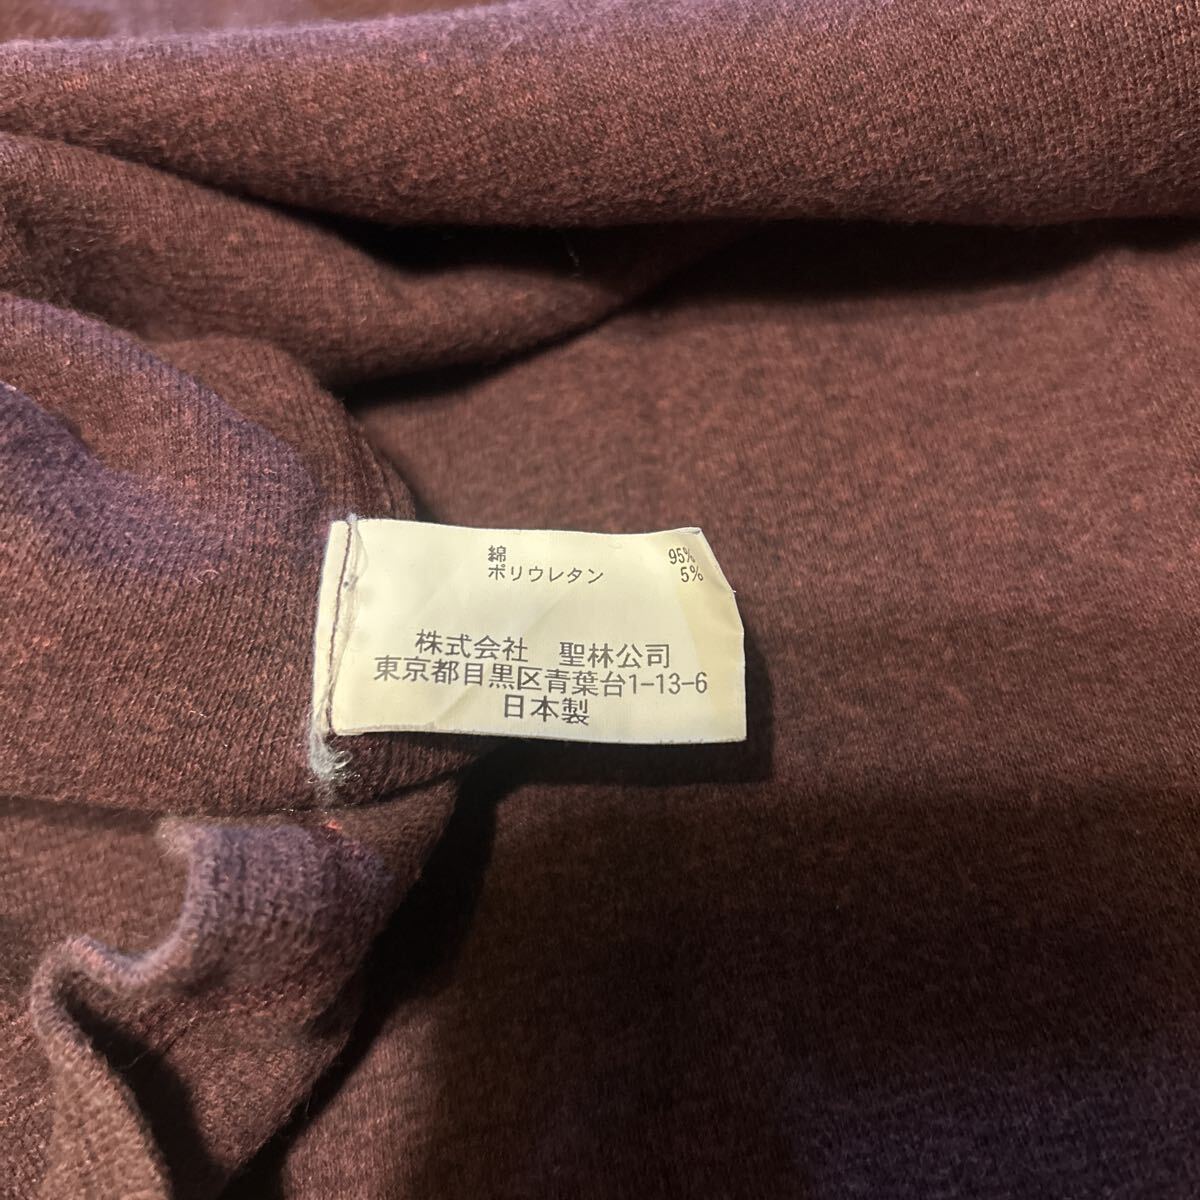 綿 95%
ポリウレタン 5%
株式会社 聖林公司
東京都目黒区青葉台1-13-6
日本製